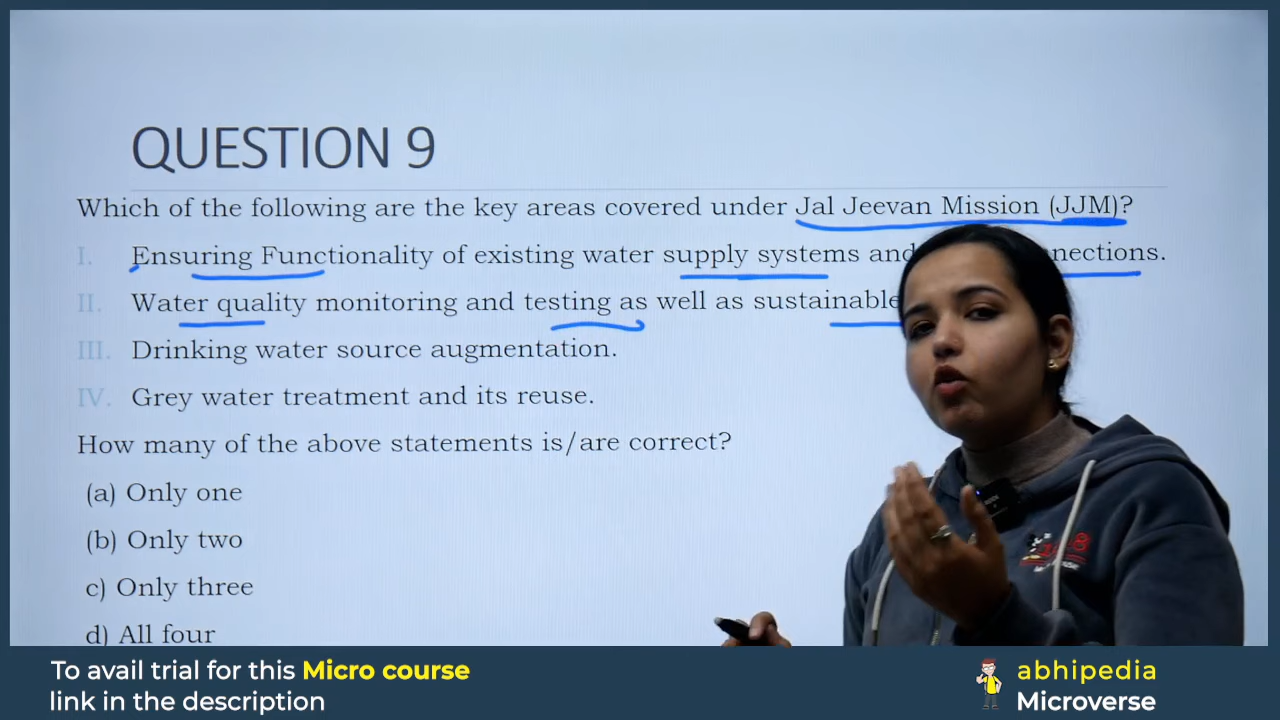 QUESTION 9
Which of the following are the key areas covered under Jal Jeevan Mission (JJM)?
I. Ensuring Functionality of existing water supply systems and nections.
II. Water quality monitoring and testing as well as sustainable
III. Drinking water source augmentation.
IV. Grey water treatment and its reuse.
How many of the above statements is/are correct?
(a) Only one
(b) Only two
c) Only three
d) All four
To avail trial for this Micro course
link in the description
abhipedia
Microverse